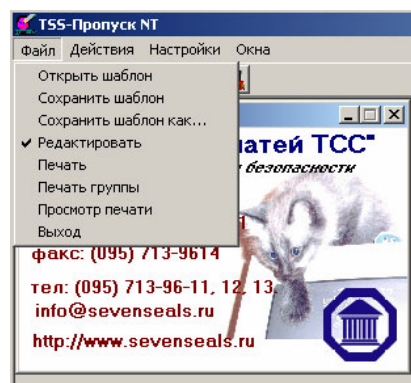 TSS-Пропуск NT
Файл Действия Настройки Окна
Открыть шаблон
Сохранить шаблон
Сохранить шаблон как...
Редактировать
Печать
Печать группы
Просмотр печати
Выход
ТСС"
безопасности
факс: (095) 713-9614
тел: (095) 713-96-11, 12, 13
info@sevenseals.ru
http://www.sevenseals.ru